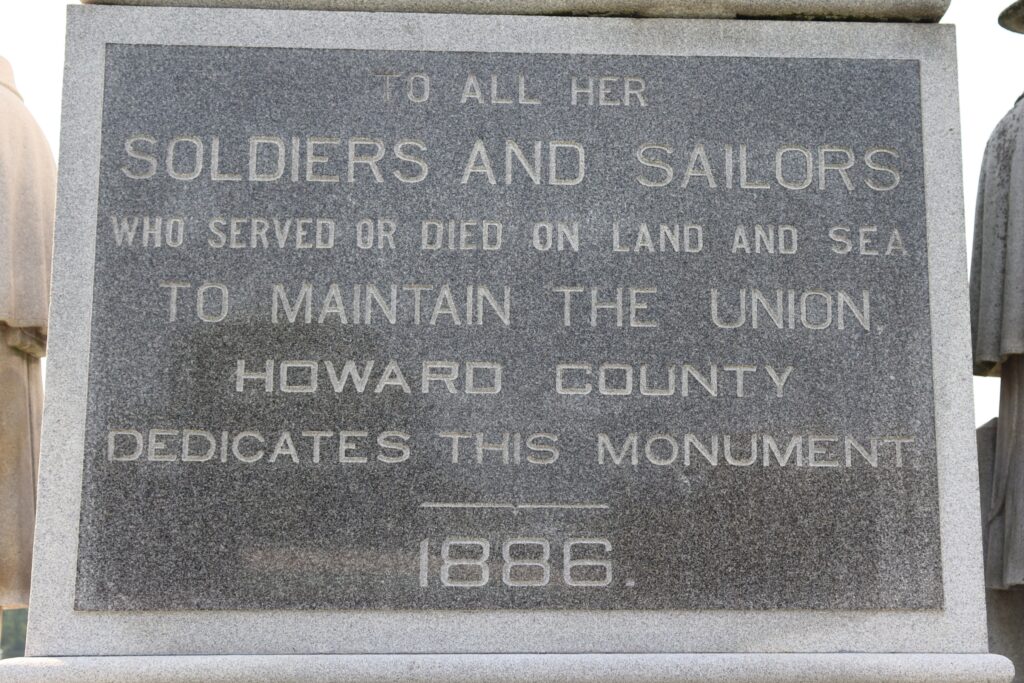 TO ALL HER
SOLDIERS AND SAILORS
WHO SERVED OR DIED ON LAND AND SEA
TO MAINTAIN THE UNION,
HOWARD COUNTY
DEDICATES THIS MONUMENT
1886.